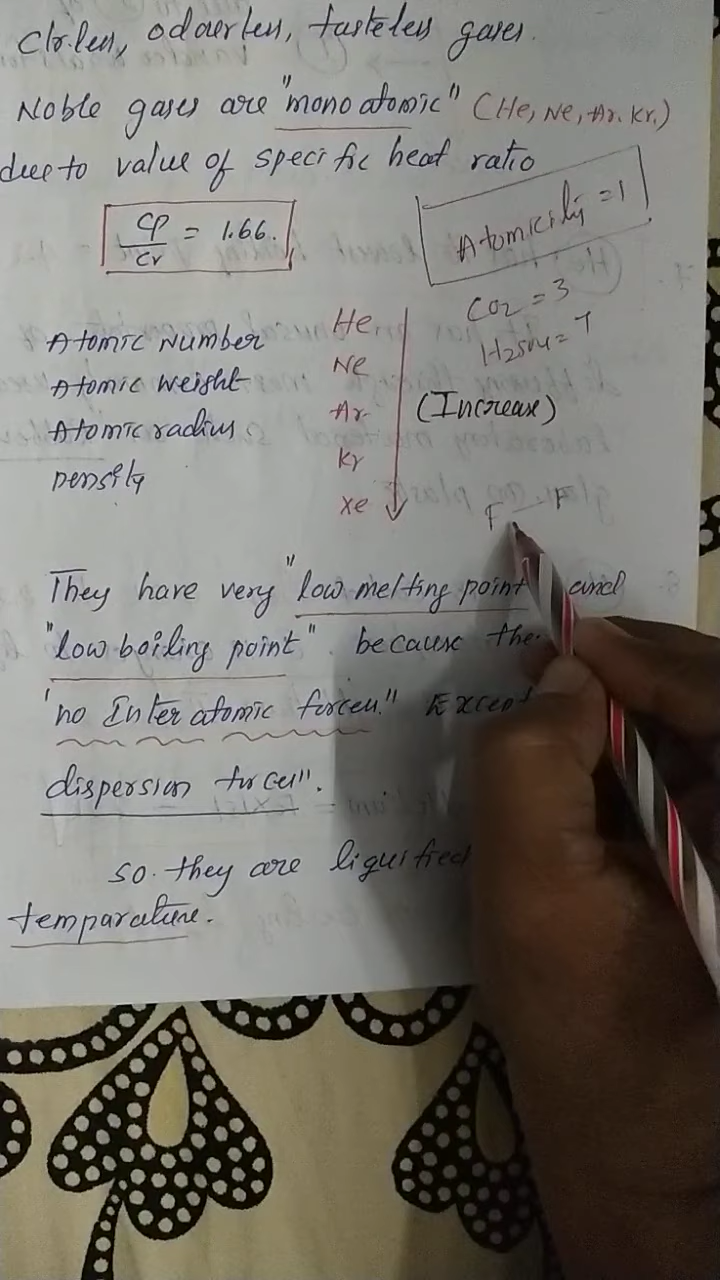 Clrless, odourless, tasteless gases.
Noble gases are "mono atomic" (He, Ne, Ar. Kr.)
due to value of specific heat ratio
Cp/Cv = 1.66.
Atomicity = 1
CO2 = 3
H2SO4 = 7
Atomic Number
Atomic weight
Atomic radius
Density
He
Ne
Ar
Kr
Xe
(Increase)
F - F
They have very "low melting point and
"low boiling point". because the
"no Inter atomic forces." Except
dispersion forces".
so. they are liquified
temparature.